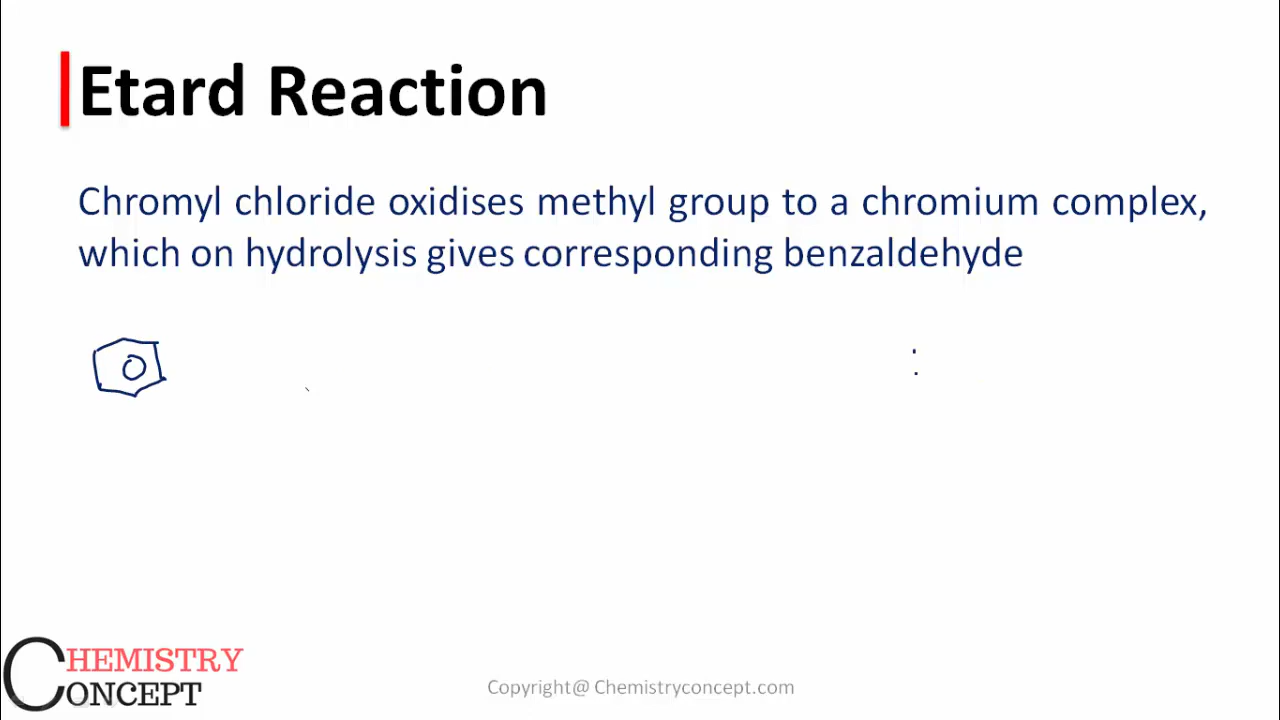 Etard Reaction
Chromyl chloride oxidises methyl group to a chromium complex,
which on hydrolysis gives corresponding benzaldehyde
CHEMISTRY
CONCEPT
Copyright@ Chemistryconcept.com